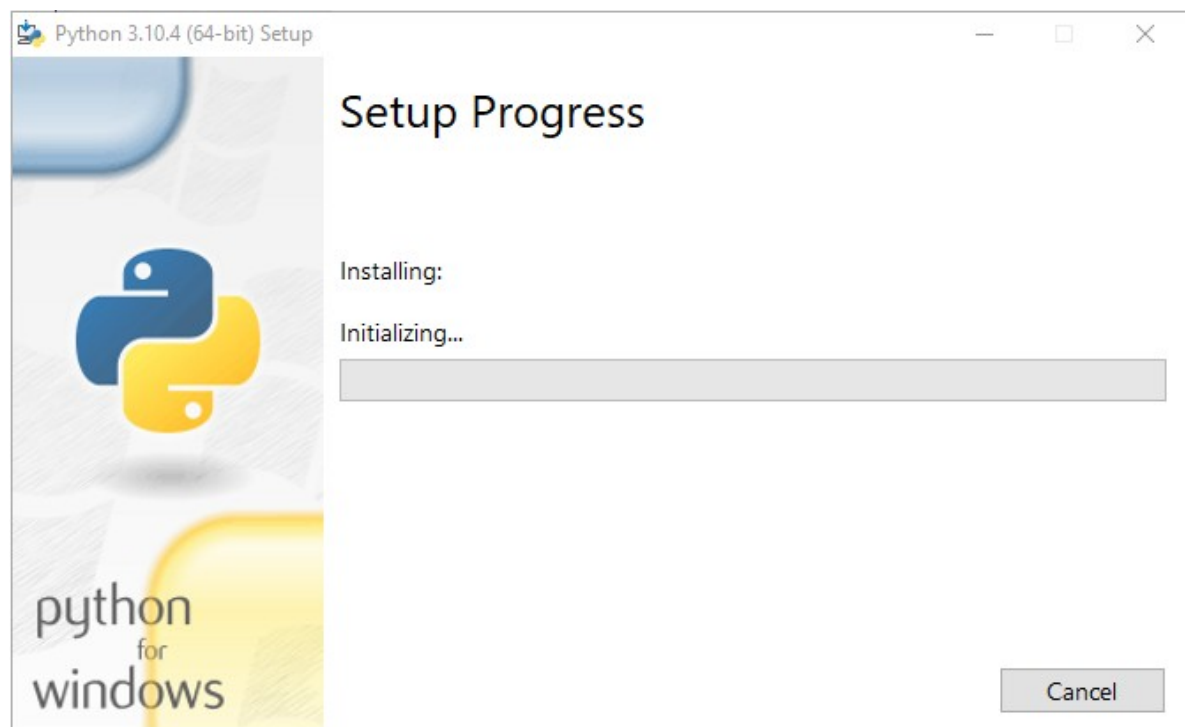 Python 3.10.4 (64-bit) Setup
Setup Progress
Installing:
Initializing...
python
for
windows
Cancel